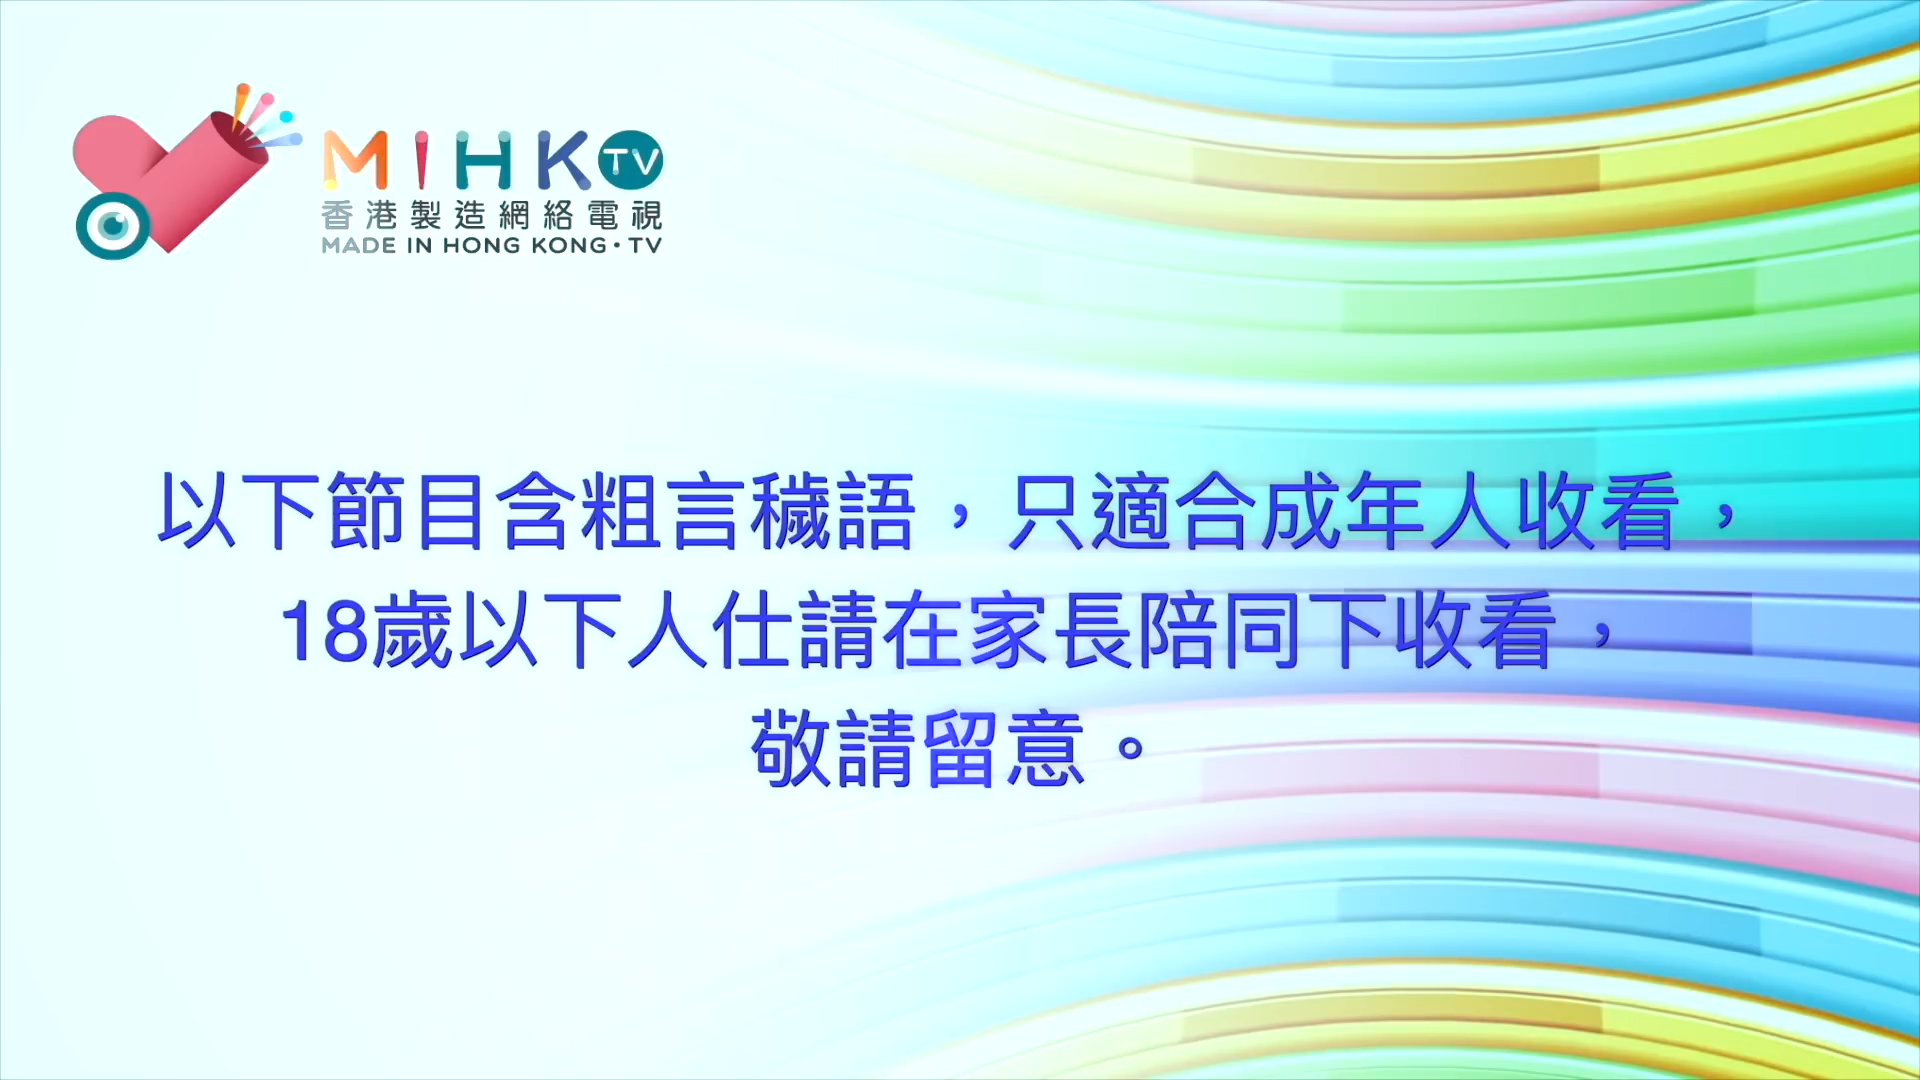 MIHK TV
香港製造網絡電視
MADE IN HONG KONG・TV
以下節目含粗言穢語，只適合成年人收看，
18歲以下人仕請在家長陪同下收看，
敬請留意。